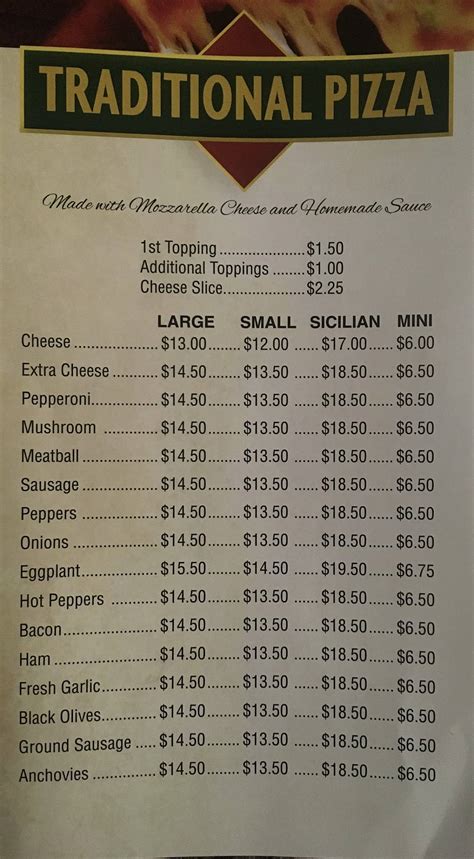 TRADITIONAL PIZZA
Made with Mozzarella Cheese and Homemade Sauce
1st Topping ..................$1.50
Additional Toppings .......$1.00
Cheese Slice..................$2.25
LARGE SMALL SICILIAN MINI
Cheese .................. $13.00....... $12.00 ...... $17.00...... $6.00
Extra Cheese .......... $14.50....... $13.50 ...... $18.50...... $6.50
Pepperoni.............. $14.50....... $13.50 ...... $18.50...... $6.50
Mushroom ........... $14.50....... $13.50 ...... $18.50...... $6.50
Meatball ................ $14.50....... $13.50 ...... $18.50...... $6.50
Sausage ................. $14.50....... $13.50 ...... $18.50...... $6.50
Peppers ................. $14.50....... $13.50 ...... $18.50...... $6.50
Onions .................. $14.50....... $13.50 ...... $18.50...... $6.50
Eggplant................ $15.50....... $14.50 ...... $19.50...... $6.75
Hot Peppers .......... $14.50....... $13.50 ...... $18.50...... $6.50
Bacon.................... $14.50....... $13.50 ...... $18.50...... $6.50
Ham ...................... $14.50....... $13.50 ...... $18.50...... $6.50
Fresh Garlic........... $14.50....... $13.50 ...... $18.50...... $6.50
Black Olives........... $14.50....... $13.50 ...... $18.50...... $6.50
Ground Sausage ..... $14.50....... $13.50 ...... $18.50...... $6.50
Anchovies ............. $14.50....... $13.50 ...... $18.50...... $6.50